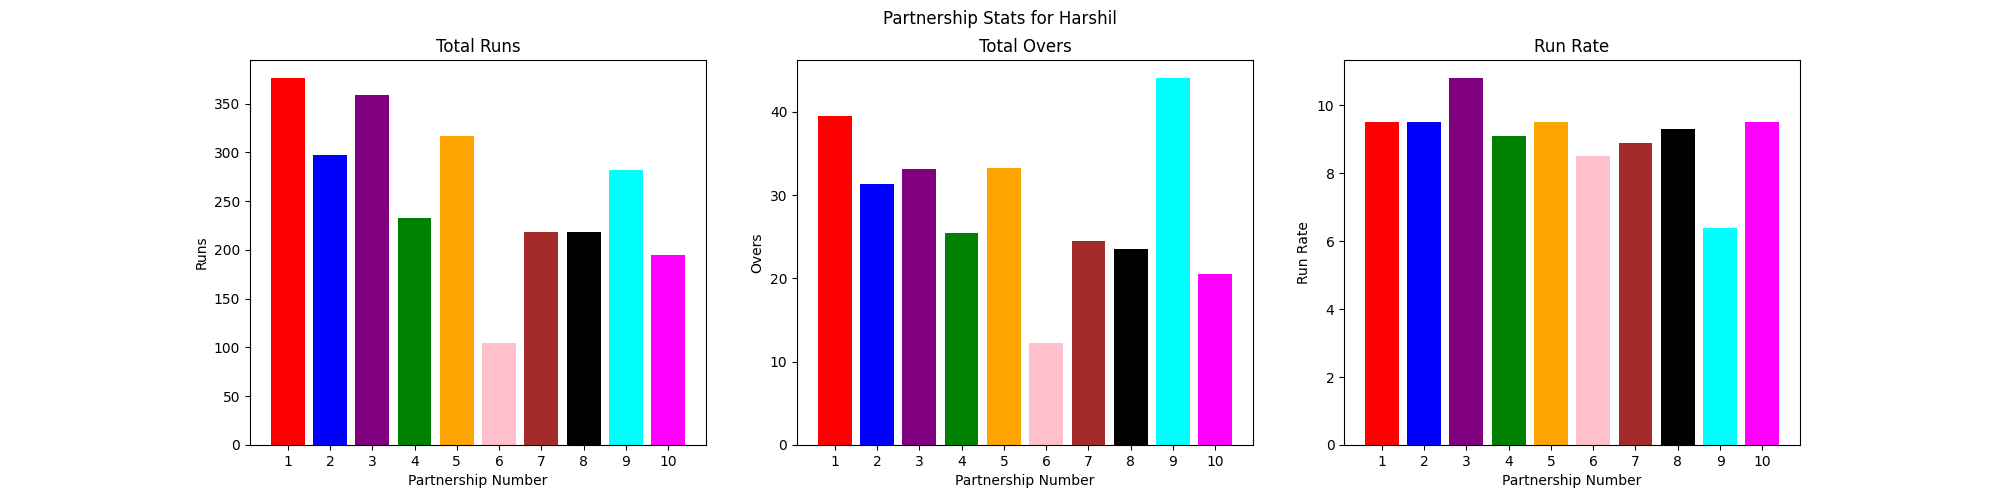 Partnership Stats for Harshil
Total Runs
350
300
250
200
150
100
50
0
Runs
1 2 3 4 5 6 7 8 9 10
Partnership Number
Total Overs
40
30
20
10
0
Overs
1 2 3 4 5 6 7 8 9 10
Partnership Number
Run Rate
10
8
6
4
2
0
Run Rate
1 2 3 4 5 6 7 8 9 10
Partnership Number